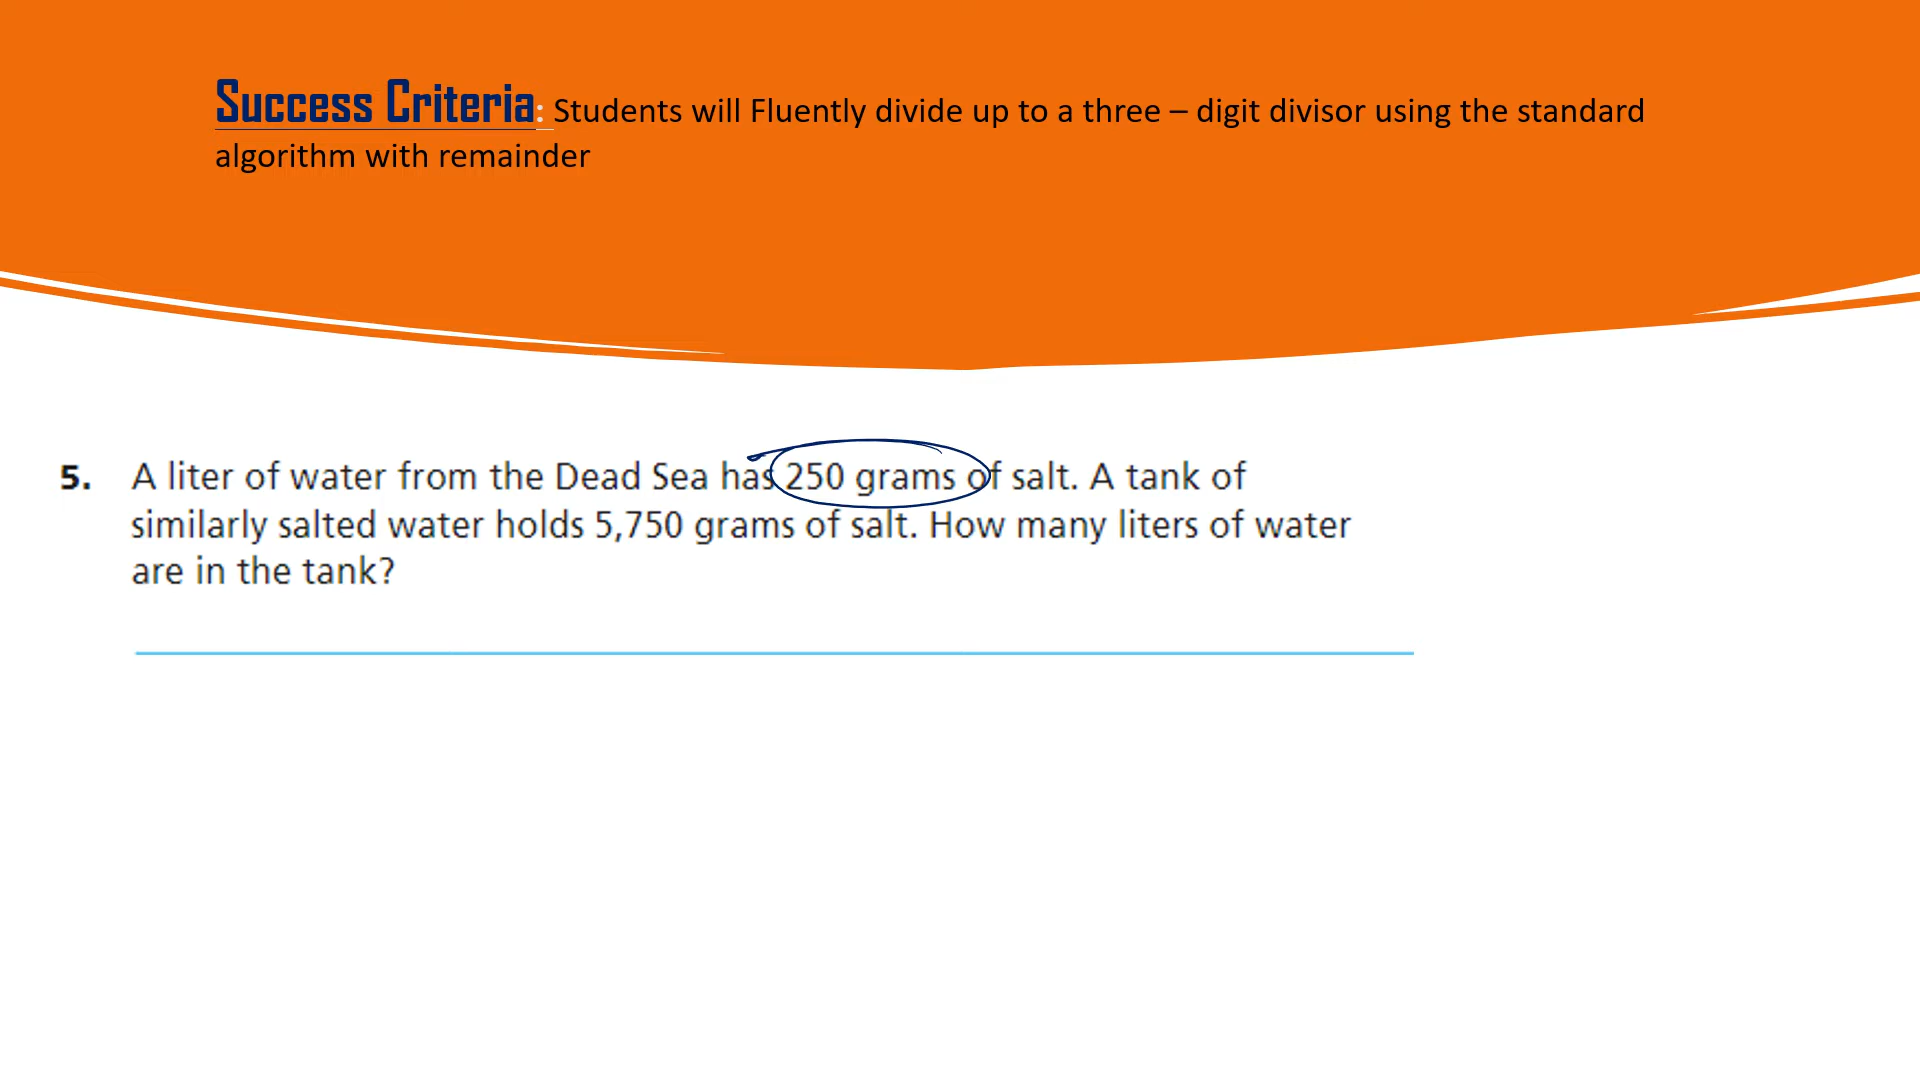 Success Criteria: Students will Fluently divide up to a three – digit divisor using the standard
algorithm with remainder
5. A liter of water from the Dead Sea has 250 grams of salt. A tank of
similarly salted water holds 5,750 grams of salt. How many liters of water
are in the tank?